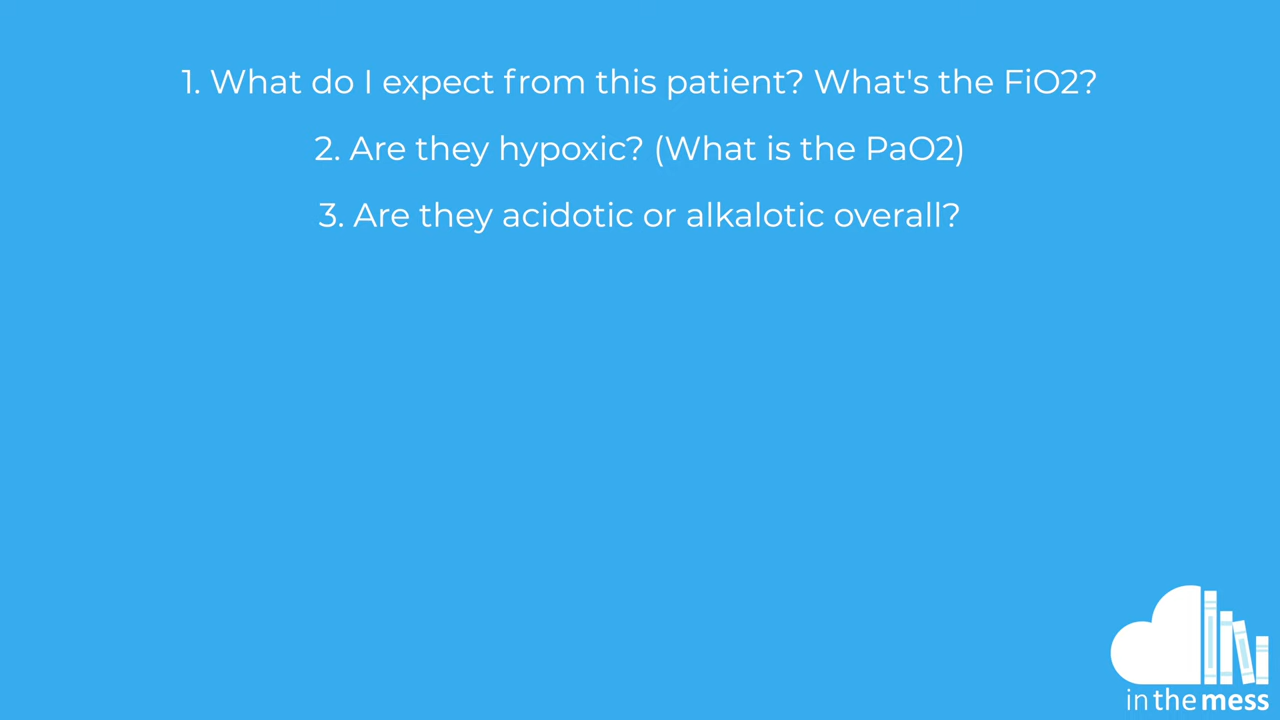 1. What do I expect from this patient? What's the FiO2?
2. Are they hypoxic? (What is the PaO2)
3. Are they acidotic or alkalotic overall?
in the mess